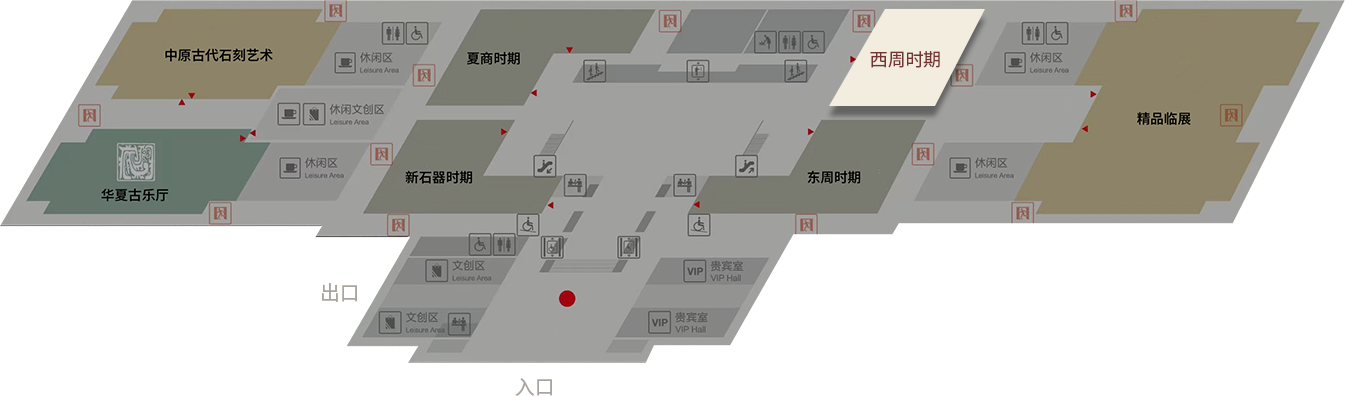 中原古代石刻艺术
休闲区
Leisure Area
夏商时期
西周时期
休闲区
Leisure Area
休闲文创区
Leisure Area
精品临展
华夏古乐厅
休闲区
Leisure Area
新石器时期
东周时期
休闲区
Leisure Area
文创区
Leisure Area
VIP
贵宾室
VIP Hall
出口
文创区
Leisure Area
VIP
贵宾室
VIP Hall
入口